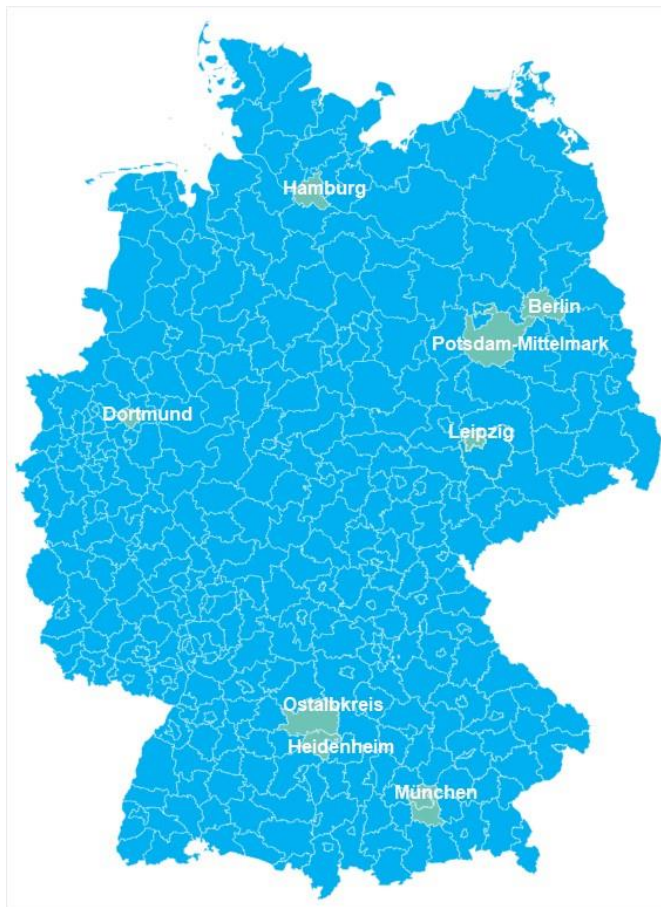 Hamburg
Berlin
Potsdam-Mittelmark
Dortmund
Leipzig
Ostalbkreis
Heidenheim
München